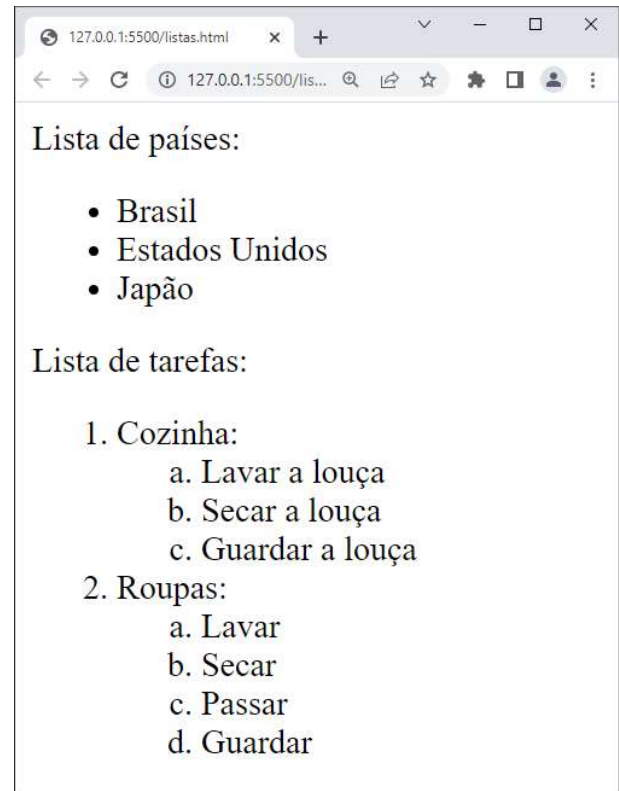 127.0.0.1:5500/listas.html
127.0.0.1:5500/lis...
Lista de países:
• Brasil
• Estados Unidos
• Japão
Lista de tarefas:
1. Cozinha:
a. Lavar a louça
b. Secar a louça
c. Guardar a louça
2. Roupas:
a. Lavar
b. Secar
c. Passar
d. Guardar